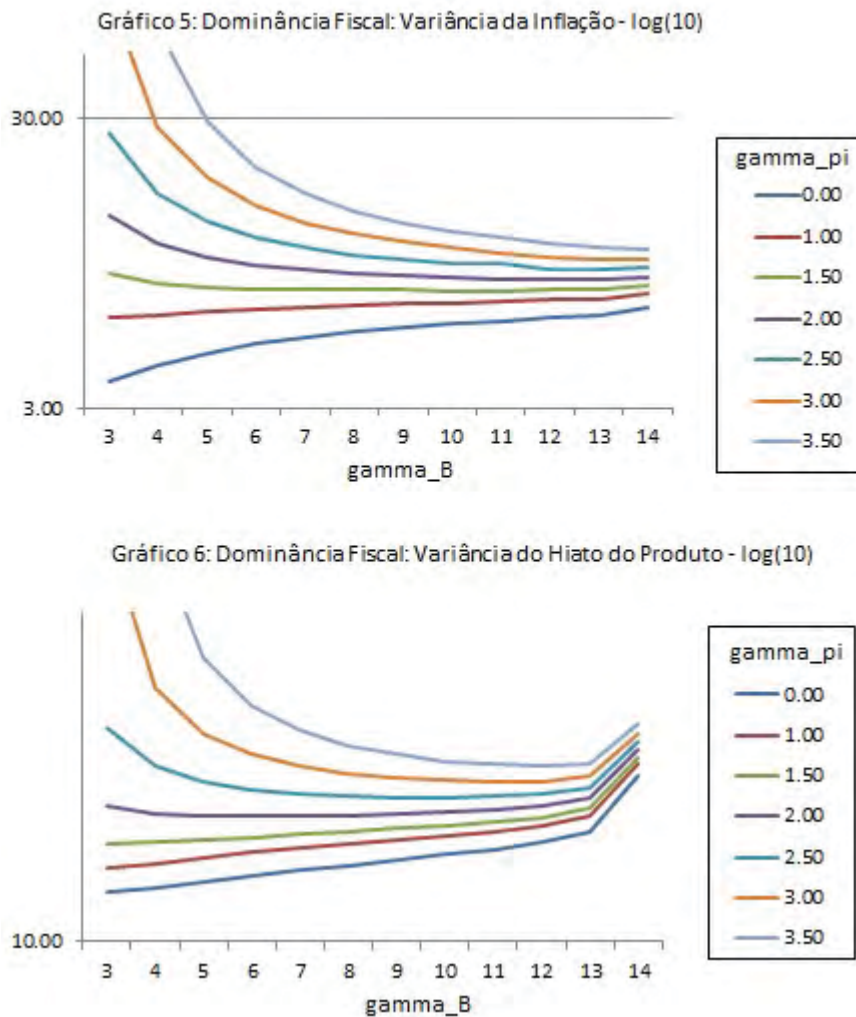 Gráfico 5: Dominância Fiscal: Variância da Inflação - log(10)
30.00
3.00
3 4 5 6 7 8 9 10 11 12 13 14
gamma_B
gamma_pi
0.00
1.00
1.50
2.00
2.50
3.00
3.50
Gráfico 6: Dominância Fiscal: Variância do Hiato do Produto - log(10)
10.00
3 4 5 6 7 8 9 10 11 12 13 14
gamma_B
gamma_pi
0.00
1.00
1.50
2.00
2.50
3.00
3.50